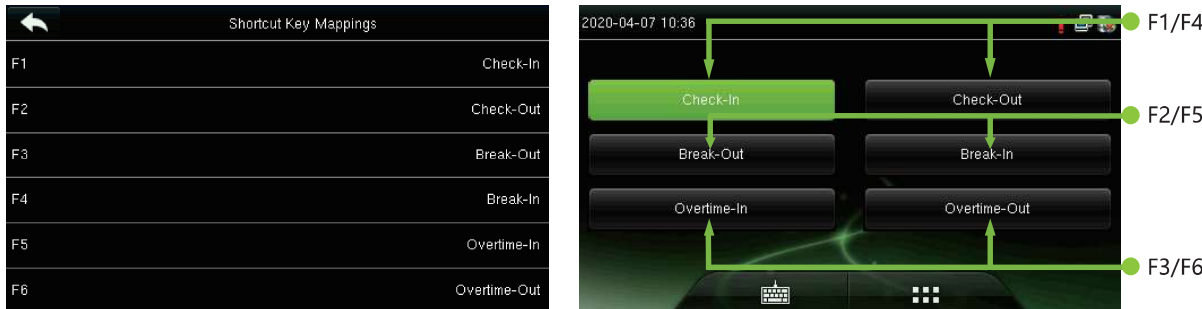 Shortcut Key Mappings
F1 Check-In
F2 Check-Out
F3 Break-Out
F4 Break-In
F5 Overtime-In
F6 Overtime-Out
2020-04-07 10:36
F1/F4
Check-In Check-Out
F2/F5
Break-Out Break-In
Overtime-In Overtime-Out
F3/F6